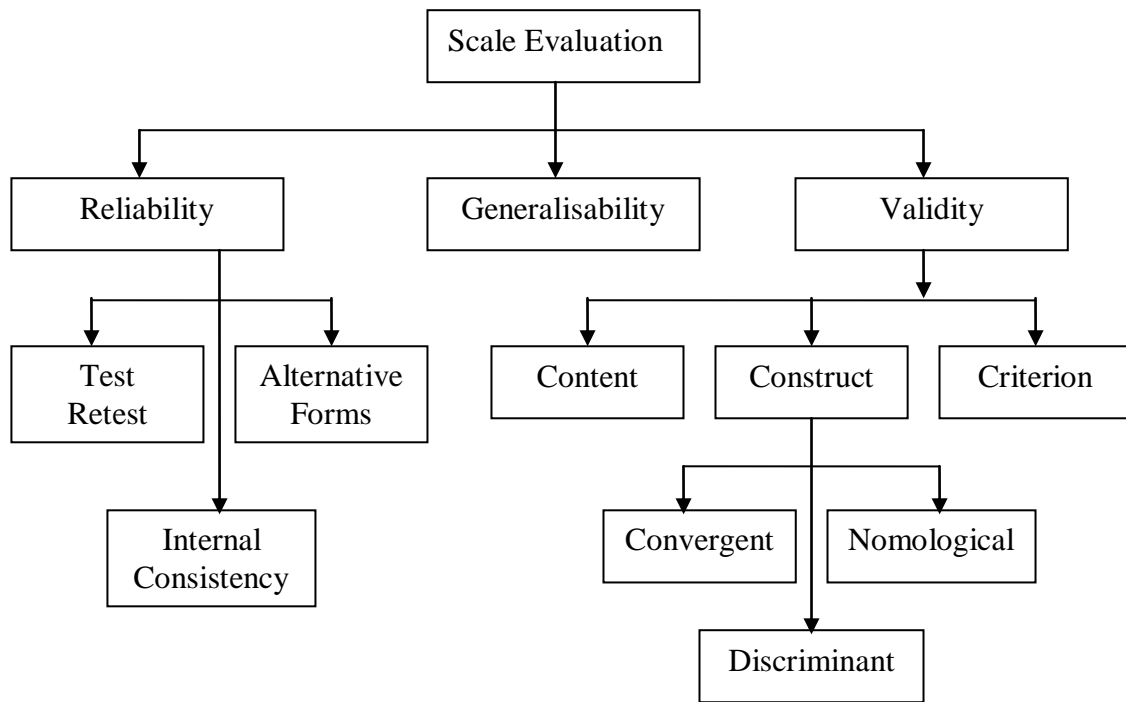 Scale Evaluation
Reliability
Generalisability
Validity
Test
Retest
Alternative
Forms
Content
Construct
Criterion
Internal
Consistency
Convergent
Nomological
Discriminant